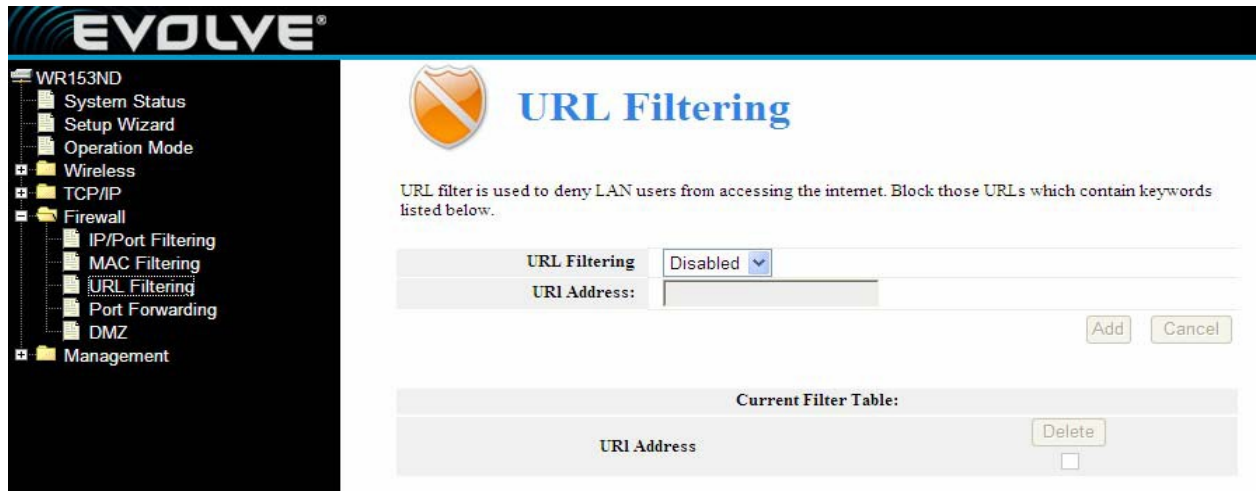 EVOLVE®
WR153ND
System Status
Setup Wizard
Operation Mode
Wireless
TCP/IP
Firewall
IP/Port Filtering
MAC Filtering
URL Filtering
Port Forwarding
DMZ
Management
URL Filtering
URL filter is used to deny LAN users from accessing the internet. Block those URLs which contain keywords
listed below.
URL Filtering Disabled
URl Address:
Add Cancel
Current Filter Table:
URl Address Delete